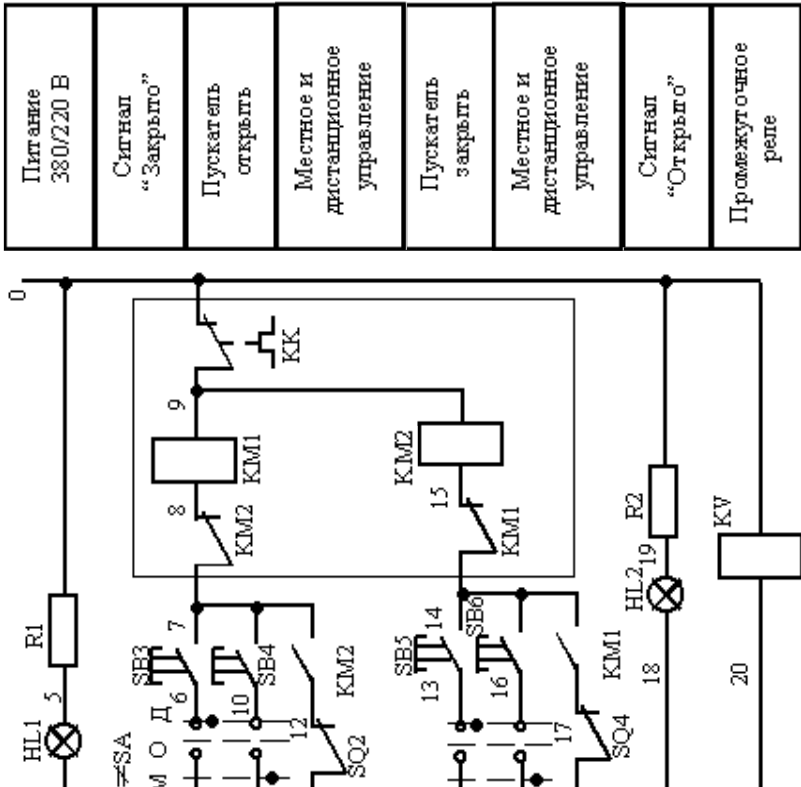 Питание
380/220 В
Сигнал
“Закрыто”
Пускатель
открыть
Местное и
дистанционное
управление
Пускатель
закрыть
Местное и
дистанционное
управление
Сигнал
“Открыто”
Промежуточное
реле
0
KK
9
KM1
KM2
8
KM2
15
KM1
R2
KV
R1
7
14
SB6
HL2
19
SB3
SB4
KM2
SB5
KM1
5
6
10
13
16
18
20
HL1
12
17
≠SA
М О Д
SQ2
SQ4